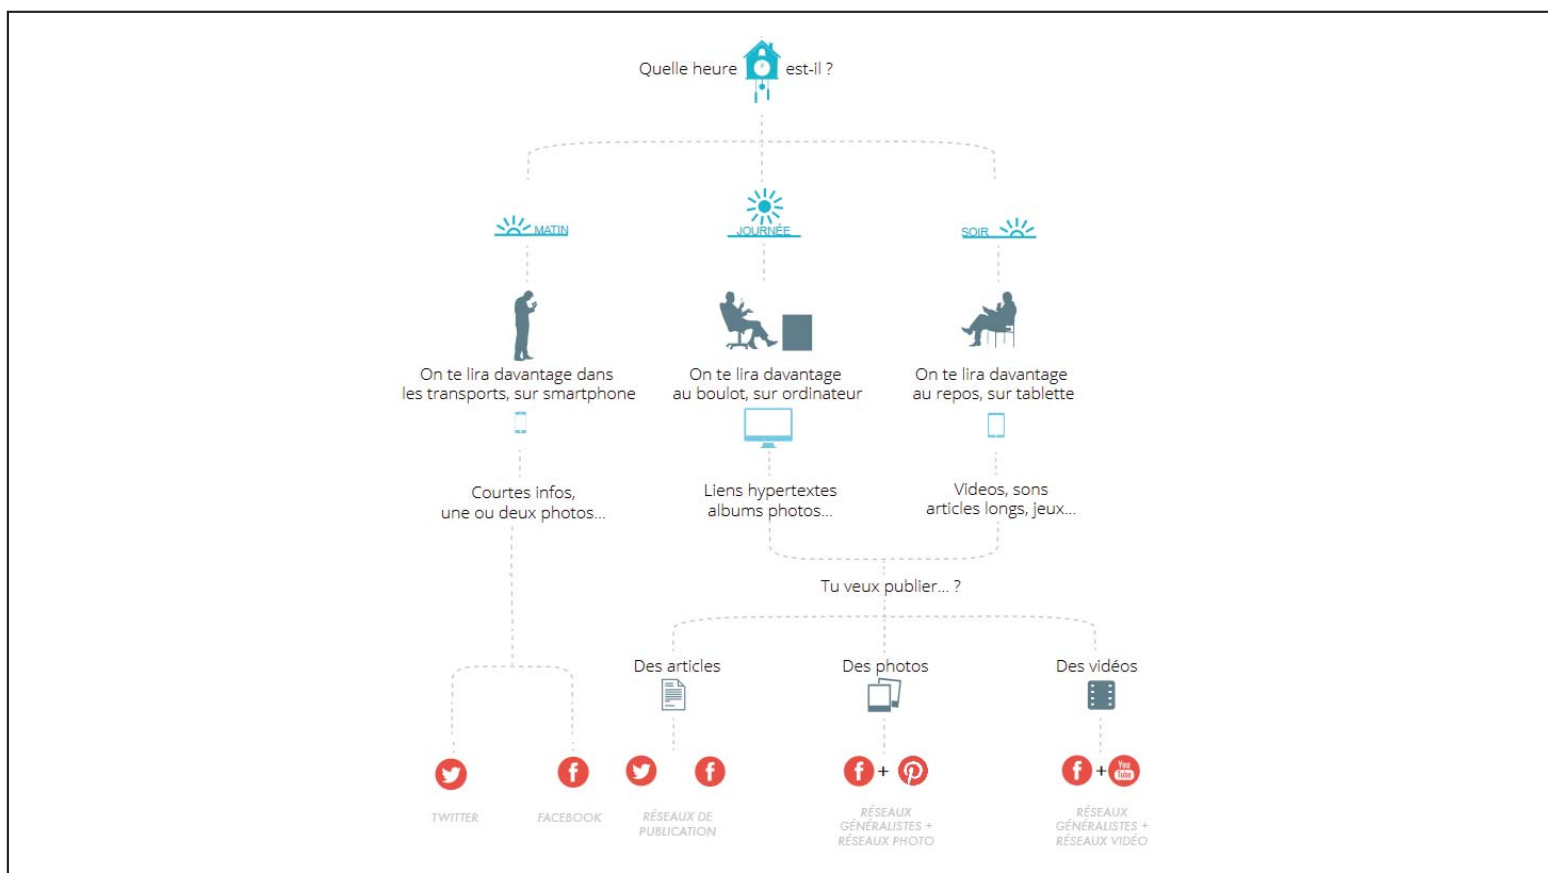 Quelle heure est-il ?
MATIN
JOURNÉE
SOIR
On te lira davantage dans
les transports, sur smartphone
On te lira davantage
au boulot, sur ordinateur
On te lira davantage
au repos, sur tablette
Courtes infos,
une ou deux photos...
Liens hypertextes
albums photos...
Videos, sons
articles longs, jeux...
Tu veux publier... ?
Des articles
Des photos
Des vidéos
+
+
You
Tube
TWITTER
FACEBOOK
RÉSEAUX DE
PUBLICATION
RÉSEAUX
GÉNÉRALISTES +
RÉSEAUX PHOTO
RÉSEAUX
GÉNÉRALISTES +
RÉSEAUX VIDÉO